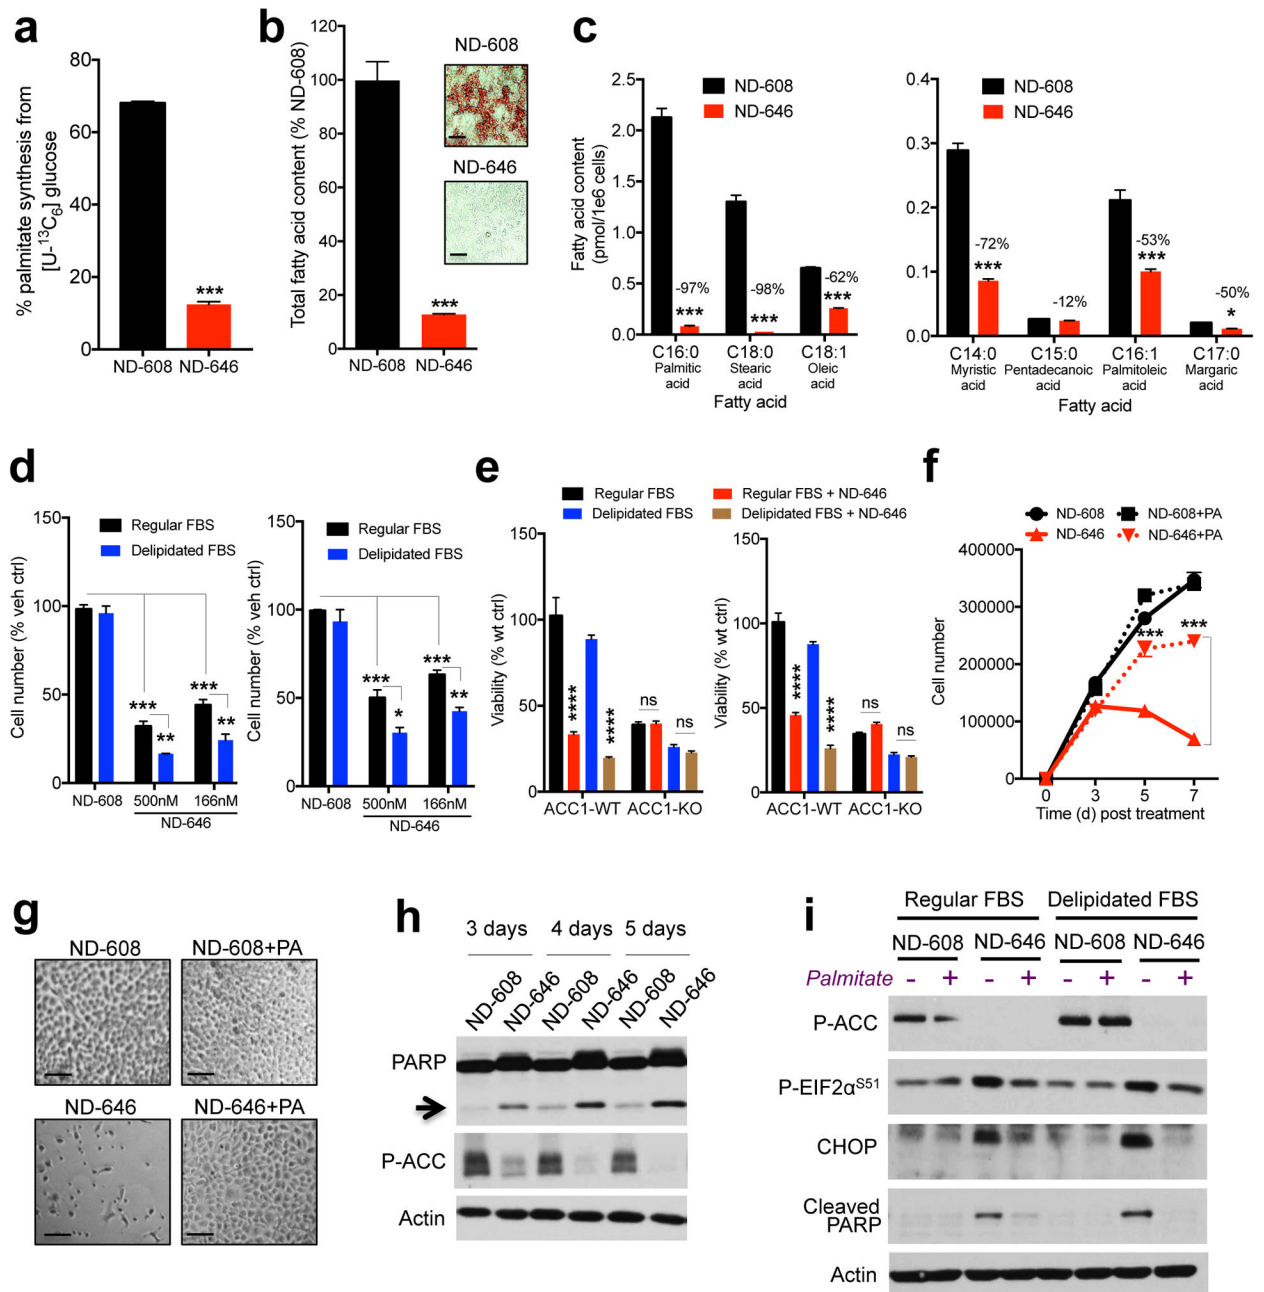 a
% palmitate synthesis from
[U-¹³C₆] glucose
80
60
40
20
0
***
ND-608 ND-646
b
Total fatty acid content (% ND-608)
120
100
80
60
40
20
0
ND-608
ND-646
***
ND-608 ND-646
c
Fatty acid content
(pmol/1e6 cells)
2.5
2.0
1.5
1.0
0.5
0.0
ND-608
ND-646
-97%
***
-98%
***
-62%
***
C16:0 C18:0 C18:1
Palmitic Stearic Oleic
acid acid acid
Fatty acid
0.3
0.2
0.1
0.0
ND-608
ND-646
-72%
***
-12%
-53%
***
-50%
*
C14:0 C15:0 C16:1 C17:0
Myristic Pentadecanoic Palmitoleic Margaric
acid acid acid acid
Fatty acid
d
Cell number (% veh ctrl)
150
100
50
0
Regular FBS
Delipidated FBS
***
**
***
**
ND-608 500nM 166nM
ND-646
Cell number (% veh ctrl)
150
100
50
0
Regular FBS
Delipidated FBS
***
*
***
**
ND-608 500nM 166nM
ND-646
e
Regular FBS Regular FBS + ND-646
Delipidated FBS Delipidated FBS + ND-646
Viability (% wt ctrl)
150
100
50
0
****
****
ns
ns
ACC1-WT ACC1-KO
Viability (% wt ctrl)
150
100
50
0
****
****
ns
ns
ACC1-WT ACC1-KO
f
ND-608 ND-608+PA
ND-646 ND-646+PA
Cell number
400000
300000
200000
100000
0
***
***
0 3 5 7
Time (d) post treatment
g
ND-608 ND-608+PA
ND-646 ND-646+PA
h
3 days 4 days 5 days
ND-608 ND-646 ND-608 ND-646 ND-608 ND-646
PARP
P-ACC
Actin
i
Regular FBS Delipidated FBS
ND-608 ND-646 ND-608 ND-646
Palmitate - + - + - + - +
P-ACC
P-EIF2α^S51
CHOP
Cleaved
PARP
Actin